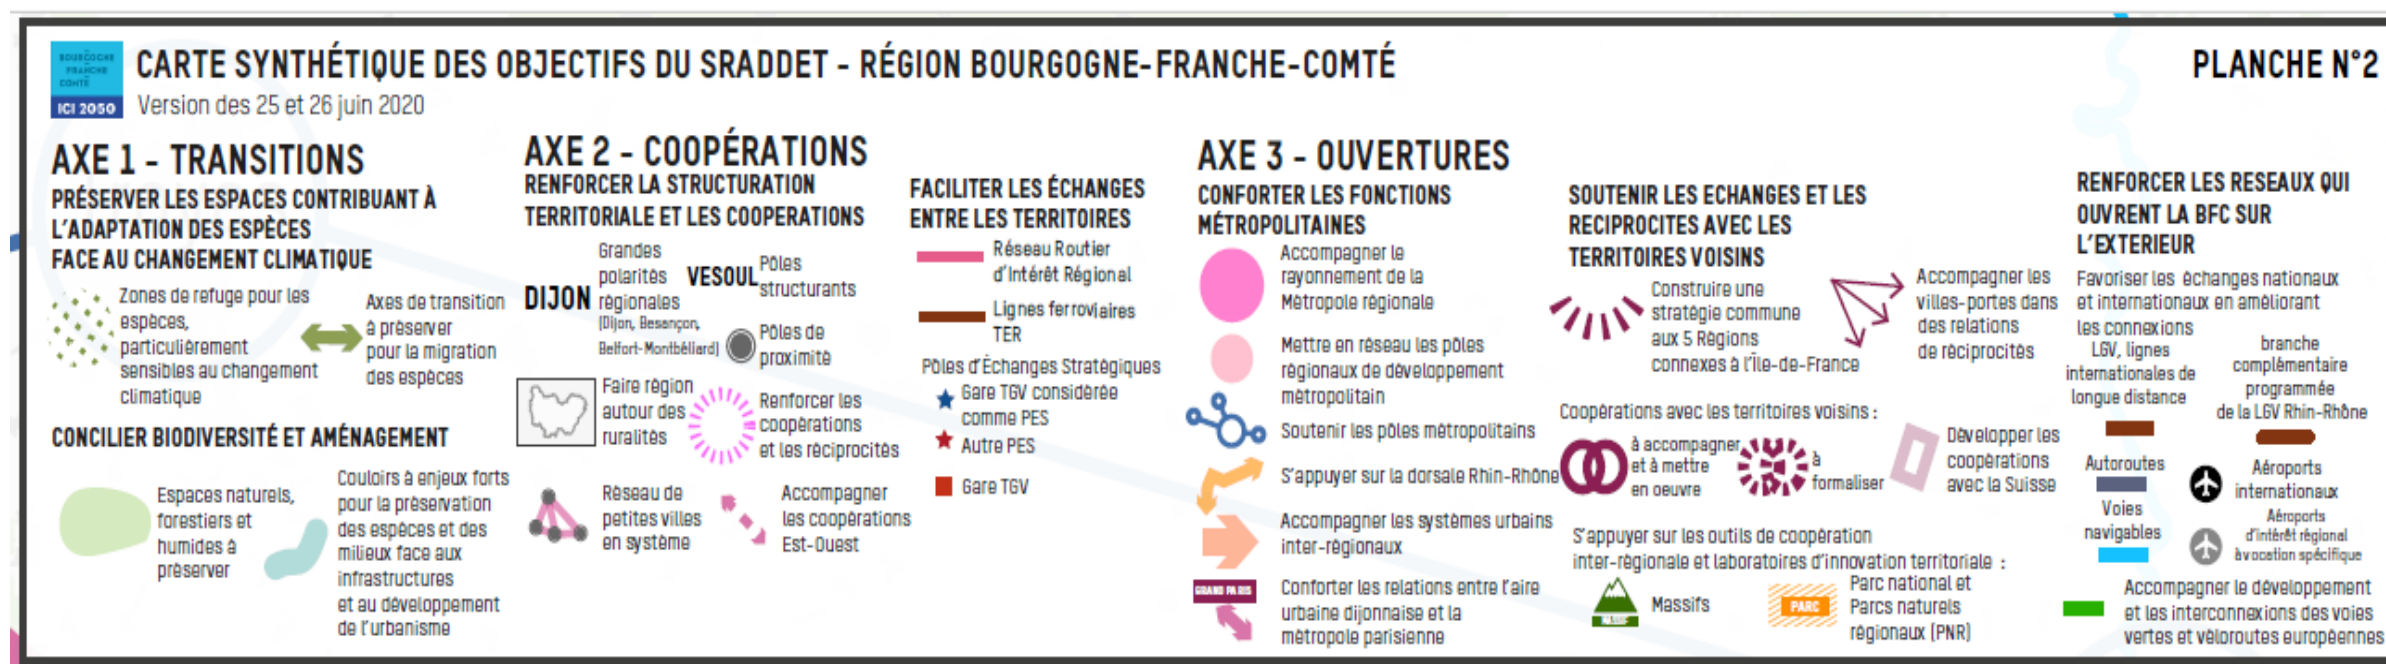 BOURGOGNE
FRANCHE
COMTÉ
ICI 2050
CARTE SYNTHÉTIQUE DES OBJECTIFS DU SRADDET - RÉGION BOURGOGNE-FRANCHE-COMTÉ
PLANCHE N°2
Version des 25 et 26 juin 2020
AXE 1 - TRANSITIONS
PRÉSERVER LES ESPACES CONTRIBUANT À
L'ADAPTATION DES ESPÈCES
FACE AU CHANGEMENT CLIMATIQUE
Zones de refuge pour les
espèces,
particulièrement
sensibles au changement
climatique
Axes de transition
à préserver
pour la migration
des espèces
CONCILIER BIODIVERSITÉ ET AMÉNAGEMENT
Espaces naturels,
forestiers et
humides à
préserver
Couloirs à enjeux forts
pour la préservation
des espèces et des
milieux face aux
infrastructures
et au développement
de l'urbanisme
AXE 2 - COOPÉRATIONS
RENFORCER LA STRUCTURATION
TERRITORIALE ET LES COOPERATIONS
DIJON
Grandes
polarités
régionales
(Dijon, Besançon,
Belfort-Montbéliard)
VESOUL
Pôles
structurants
Pôles de
proximité
Faire région
autour des
ruralités
Renforcer les
coopérations
et les réciprocités
Réseau de
petites villes
en système
Accompagner
les coopérations
Est-Ouest
FACILITER LES ÉCHANGES
ENTRE LES TERRITOIRES
Réseau Routier
d'Intérêt Régional
Lignes ferroviaires
TER
Pôles d'Échanges Stratégiques
Gare TGV considérée
comme PES
Autre PES
Gare TGV
AXE 3 - OUVERTURES
CONFORTER LES FONCTIONS
MÉTROPOLITAINES
Accompagner le
rayonnement de la
Métropole régionale
Mettre en réseau les pôles
régionaux de développement
métropolitain
Soutenir les pôles métropolitains
S'appuyer sur la dorsale Rhin-Rhône
Accompagner les systèmes urbains
inter-régionaux
GRAND PARIS
Conforter les relations entre l'aire
urbaine dijonnaise et la
métropole parisienne
SOUTENIR LES ECHANGES ET LES
RECIPROCITES AVEC LES
TERRITOIRES VOISINS
Construire une
stratégie commune
aux 5 Régions
connexes à l'Île-de-France
Accompagner les
villes-portes dans
des relations
de réciprocités
Coopérations avec les territoires voisins :
à accompagner
et à mettre
en oeuvre
à
formaliser
Développer les
coopérations
avec la Suisse
S'appuyer sur les outils de coopération
inter-régionale et laboratoires d'innovation territoriale :
MASSIF
Massifs
PARC
Parc national et
Parcs naturels
régionaux (PNR)
RENFORCER LES RESEAUX QUI
OUVRENT LA BFC SUR
L'EXTERIEUR
Favoriser les échanges nationaux
et internationaux en améliorant
les connexions
LGV, lignes
internationales de
longue distance
branche
complémentaire
programmée
de la LGV Rhin-Rhône
Autoroutes
Aéroports
internationaux
Voies
navigables
Aéroports
d'intérêt régional
à vocation spécifique
Accompagner le développement
et les interconnexions des voies
vertes et véloroutes européennes